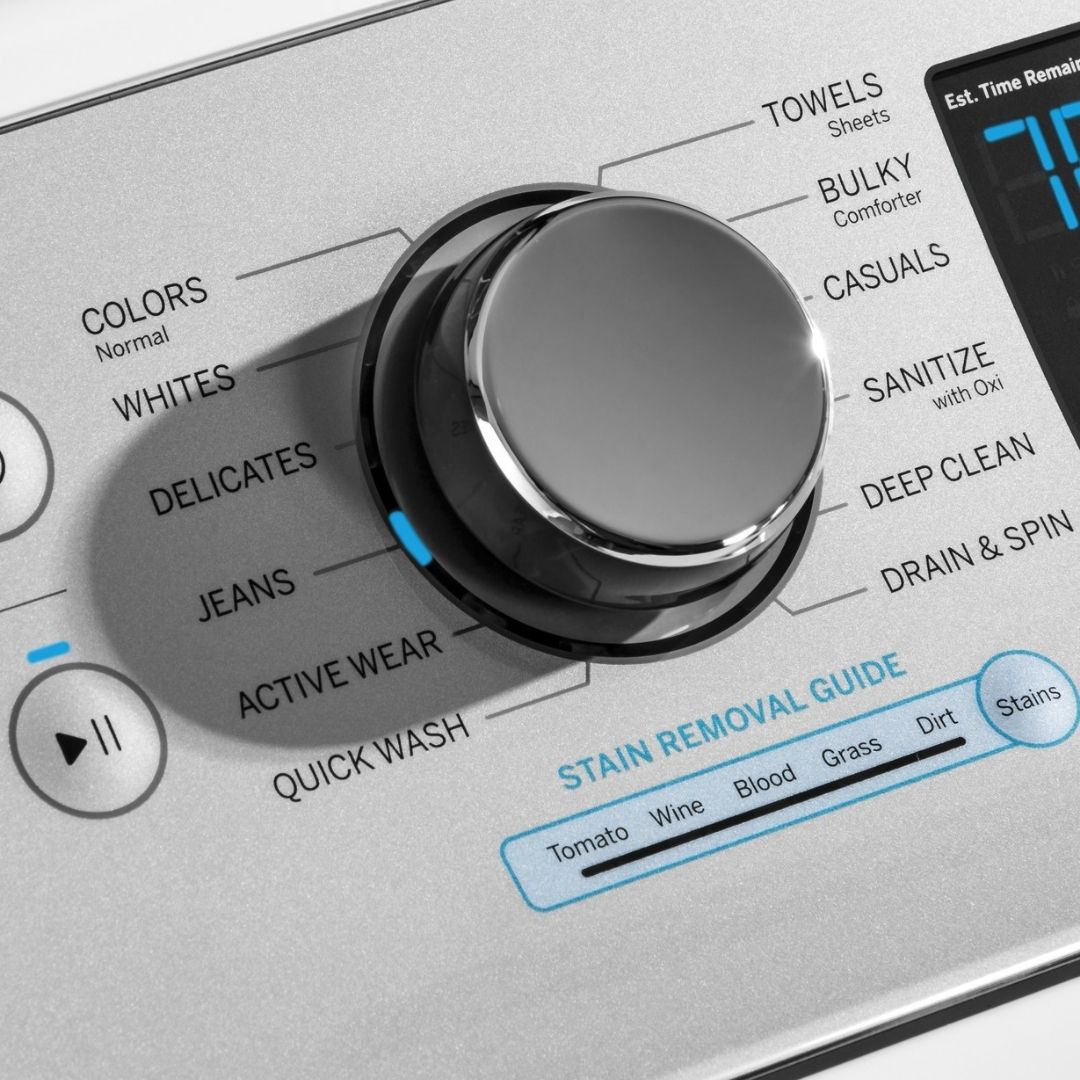 Est. Time Remain
TOWELS
Sheets
BULKY
Comforter
CASUALS
SANITIZE
with Oxi
DEEP CLEAN
DRAIN & SPIN
COLORS
Normal
WHITES
DELICATES
JEANS
ACTIVE WEAR
QUICK WASH
STAIN REMOVAL GUIDE
Tomato Wine Blood Grass Dirt
Stains